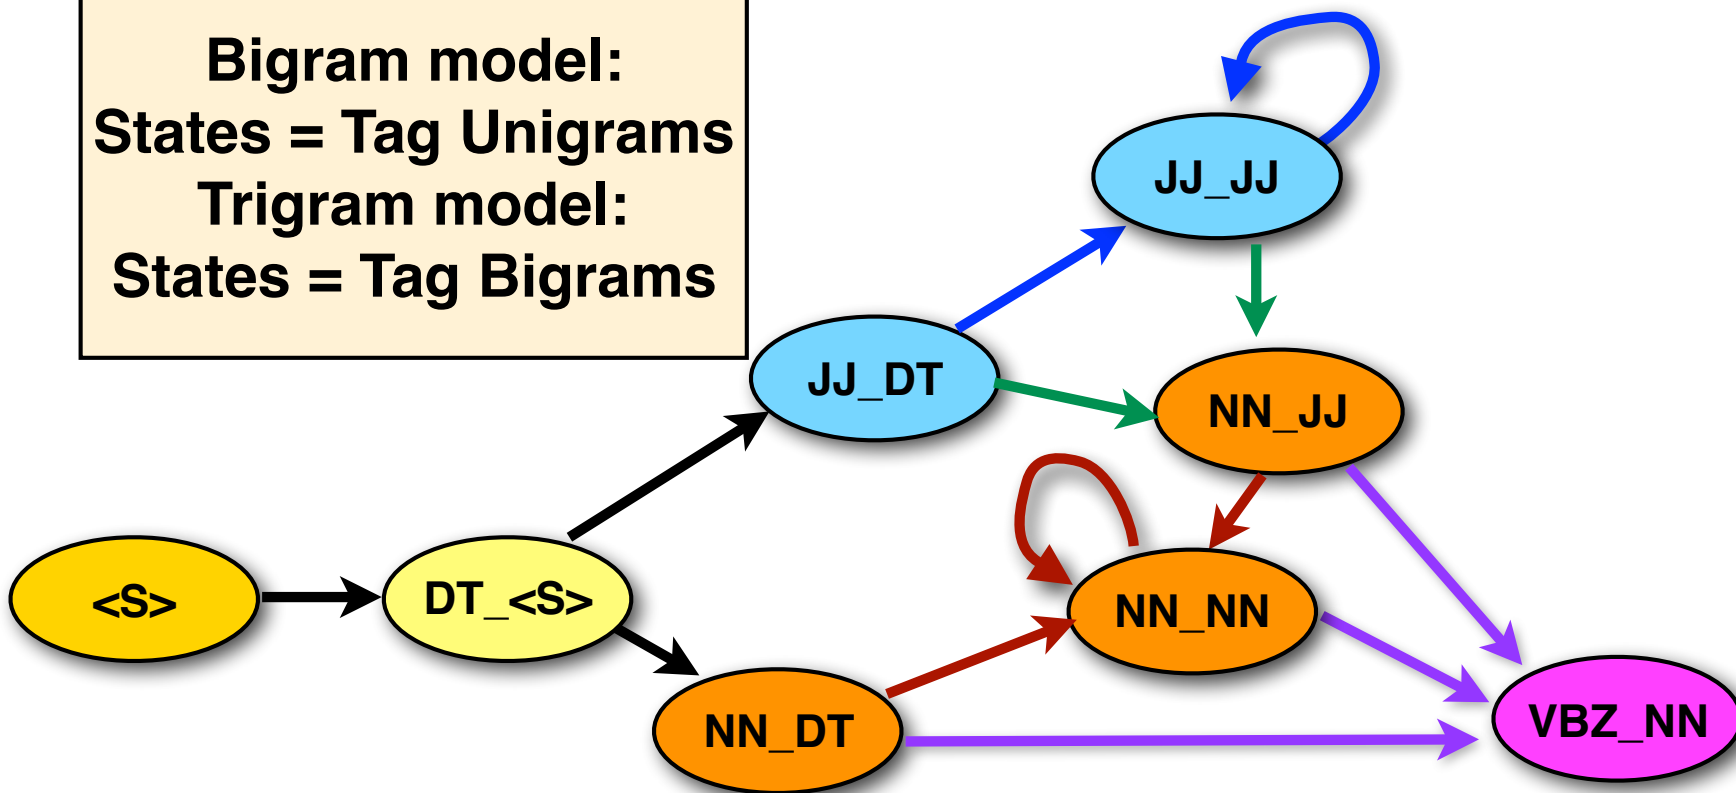 Bigram model:
States = Tag Unigrams
Trigram model:
States = Tag Bigrams
JJ_JJ
JJ_DT
NN_JJ
<S>
DT_<S>
NN_NN
NN_DT
VBZ_NN